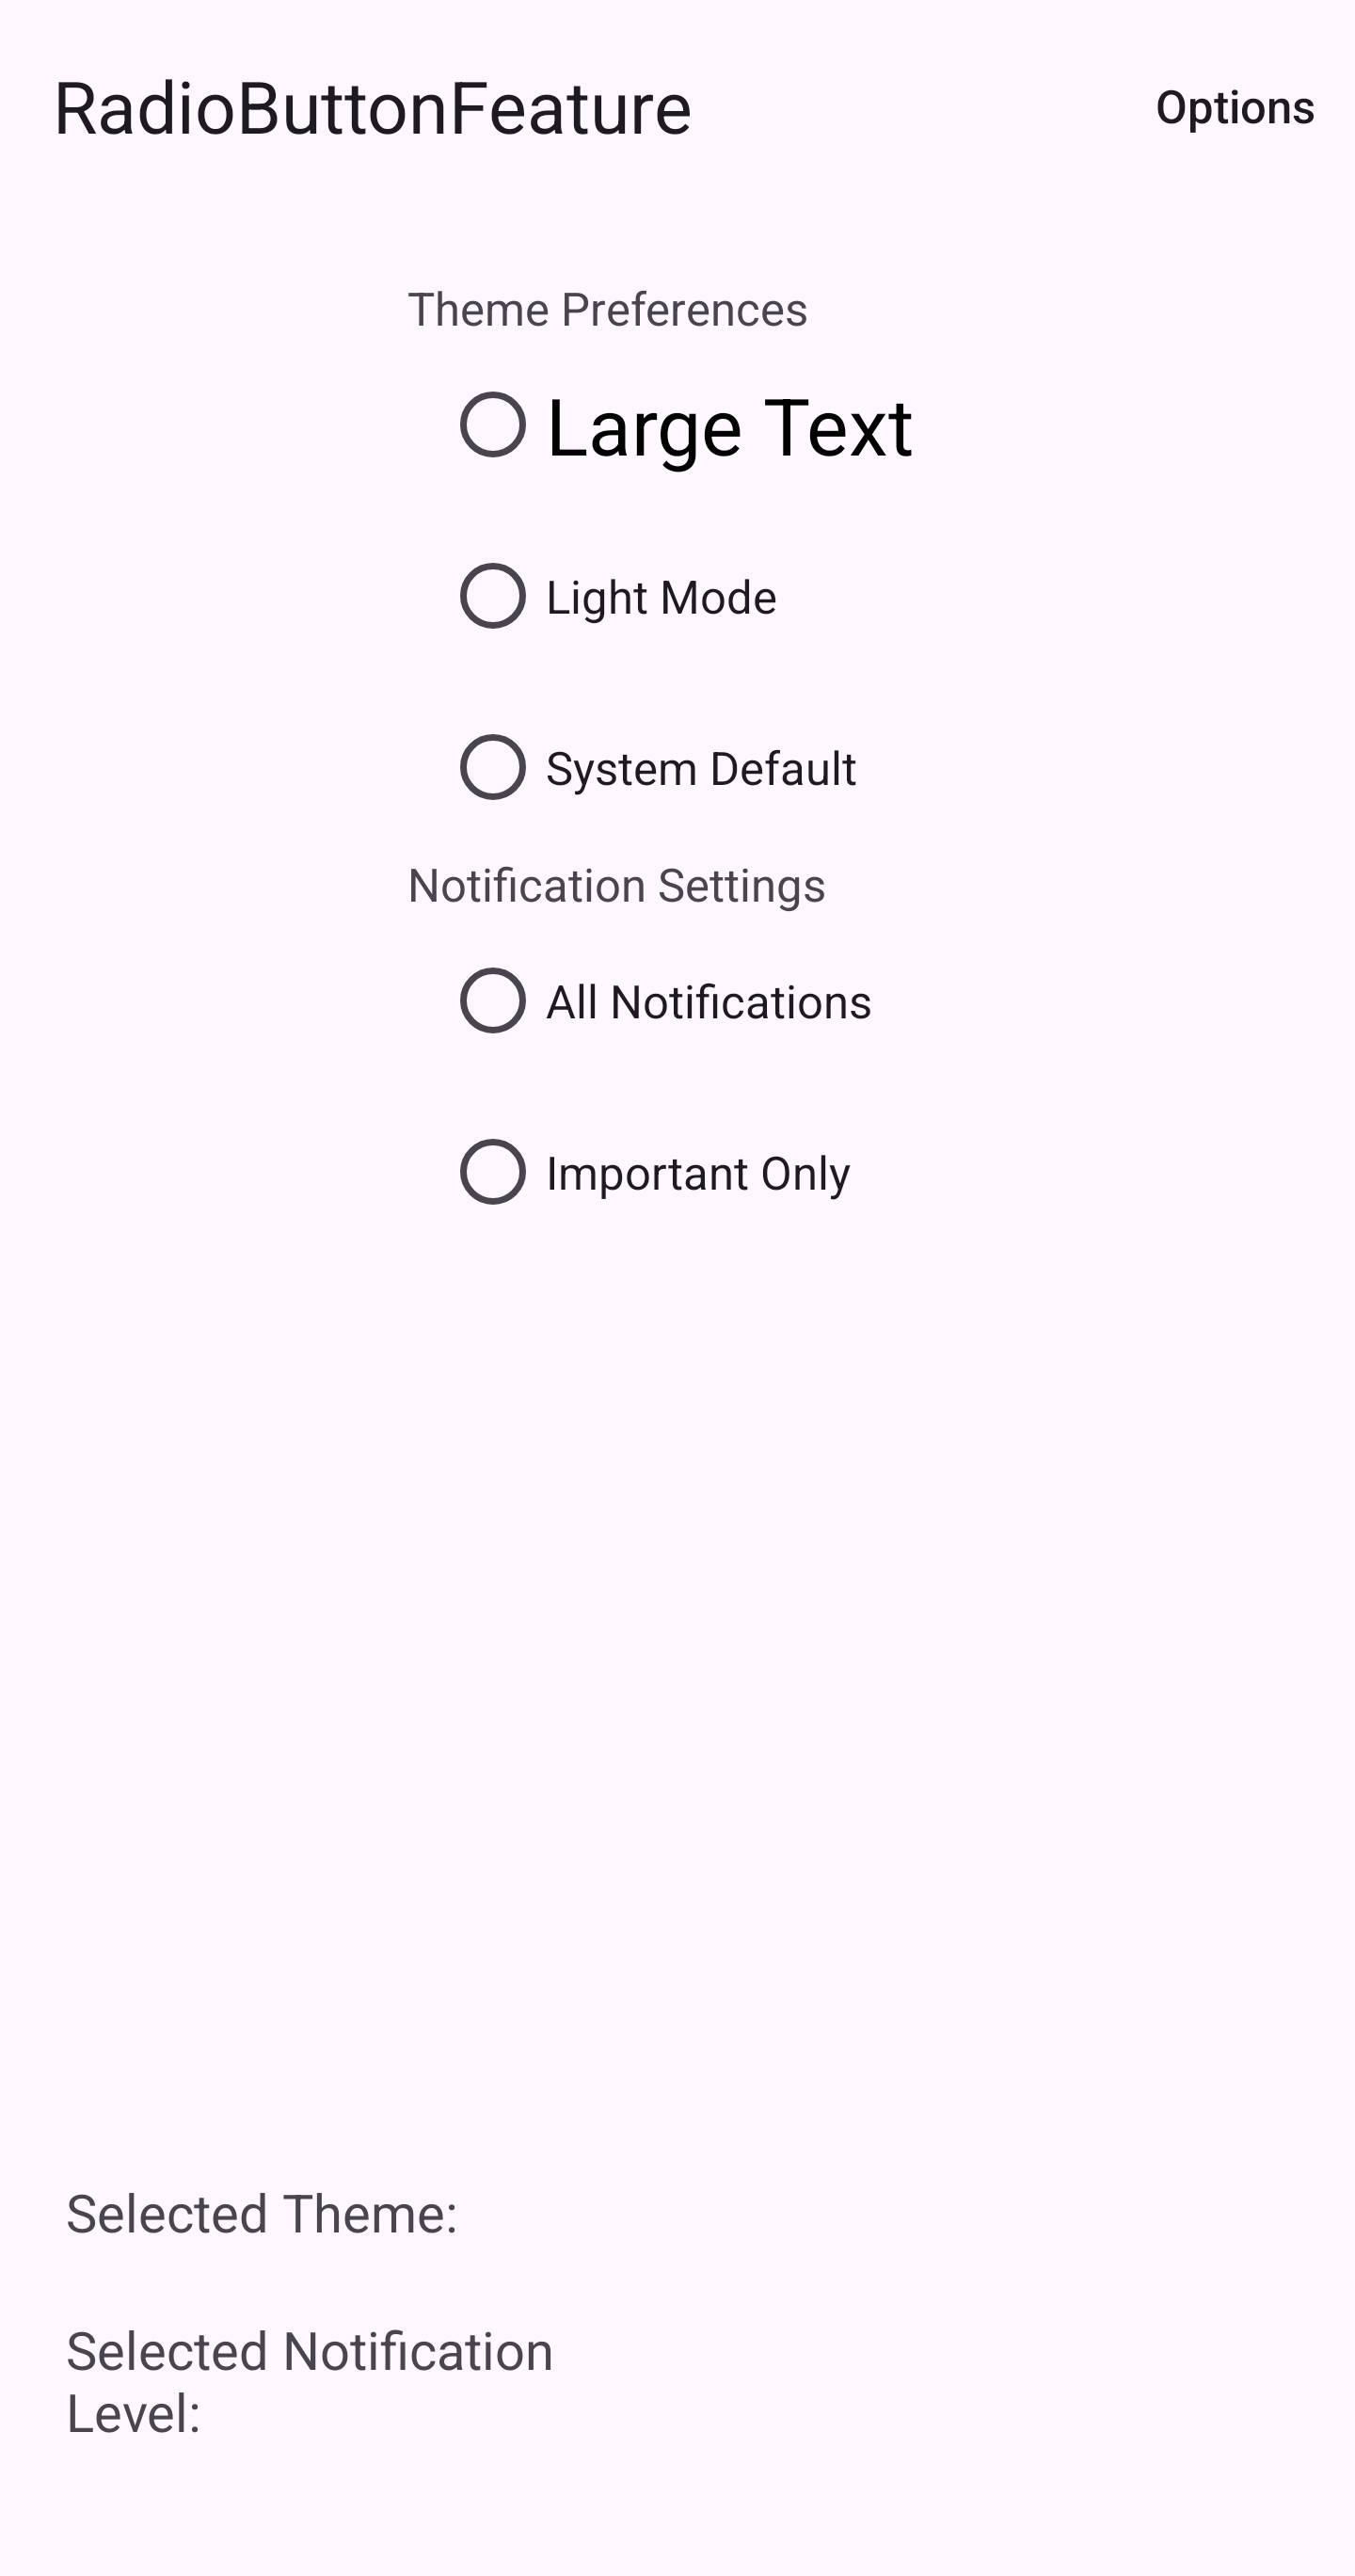 RadioButtonFeature
Options
Theme Preferences
Large Text
Light Mode
System Default
Notification Settings
All Notifications
Important Only
Selected Theme:
Selected Notification
Level: